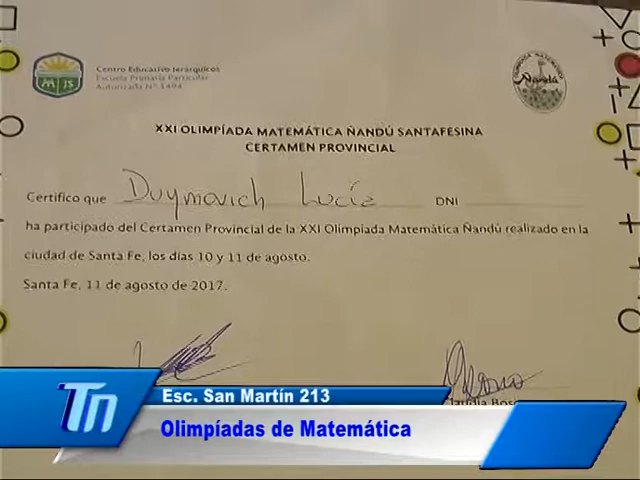 Centro Educativo Jerárquicos
Escuela Primaria Particular
Autorizada Nº 1494
Ñandú
XXI OLIMPÍADA MATEMÁTICA ÑANDÚ SANTAFESINA
CERTAMEN PROVINCIAL
Certifico que Duymovich Lucía DNI
ha participado del Certamen Provincial de la XXI Olimpiada Matemática Ñandú realizado en la
ciudad de Santa Fe, los días 10 y 11 de agosto.
Santa Fe, 11 de agosto de 2017.
Claudia
Tn
Esc. San Martín 213
Olimpíadas de Matemática